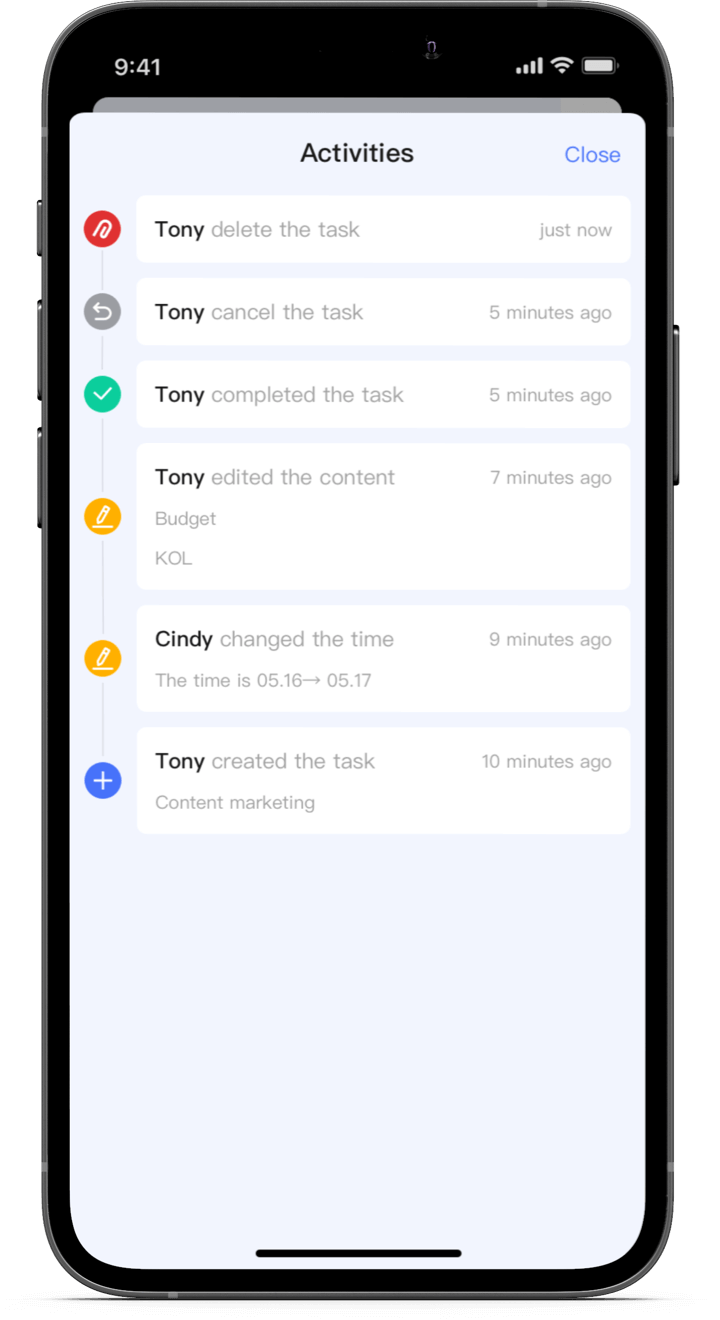 9:41
Activities
Close
Tony delete the task
just now
Tony cancel the task
5 minutes ago
Tony completed the task
5 minutes ago
Tony edited the content
7 minutes ago
Budget
KOL
Cindy changed the time
9 minutes ago
The time is 05.16→ 05.17
Tony created the task
10 minutes ago
Content marketing